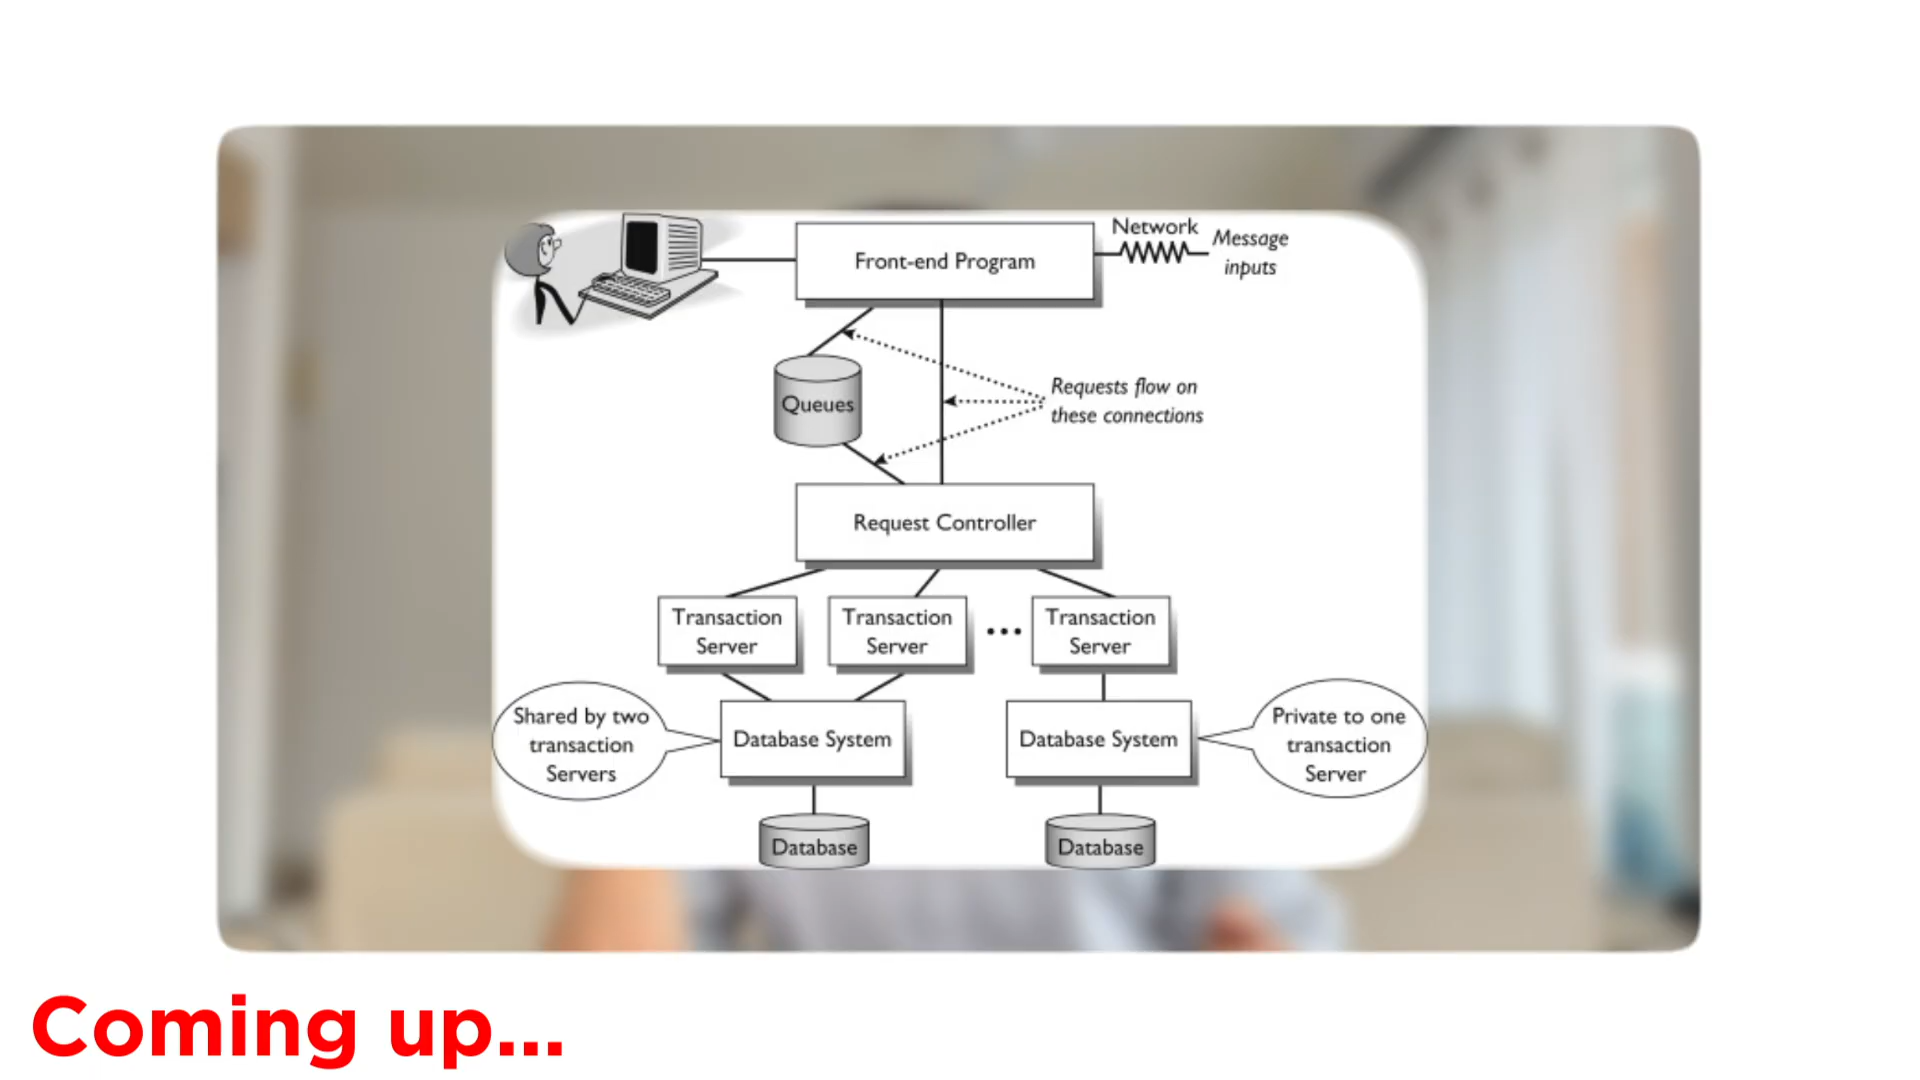 Network
Message
inputs
Front-end Program
Queues
Requests flow on
these connections
Request Controller
Transaction
Server
Transaction
Server
...
Transaction
Server
Shared by two
transaction
Servers
Database System
Database System
Private to one
transaction
Server
Database
Database
Coming up...